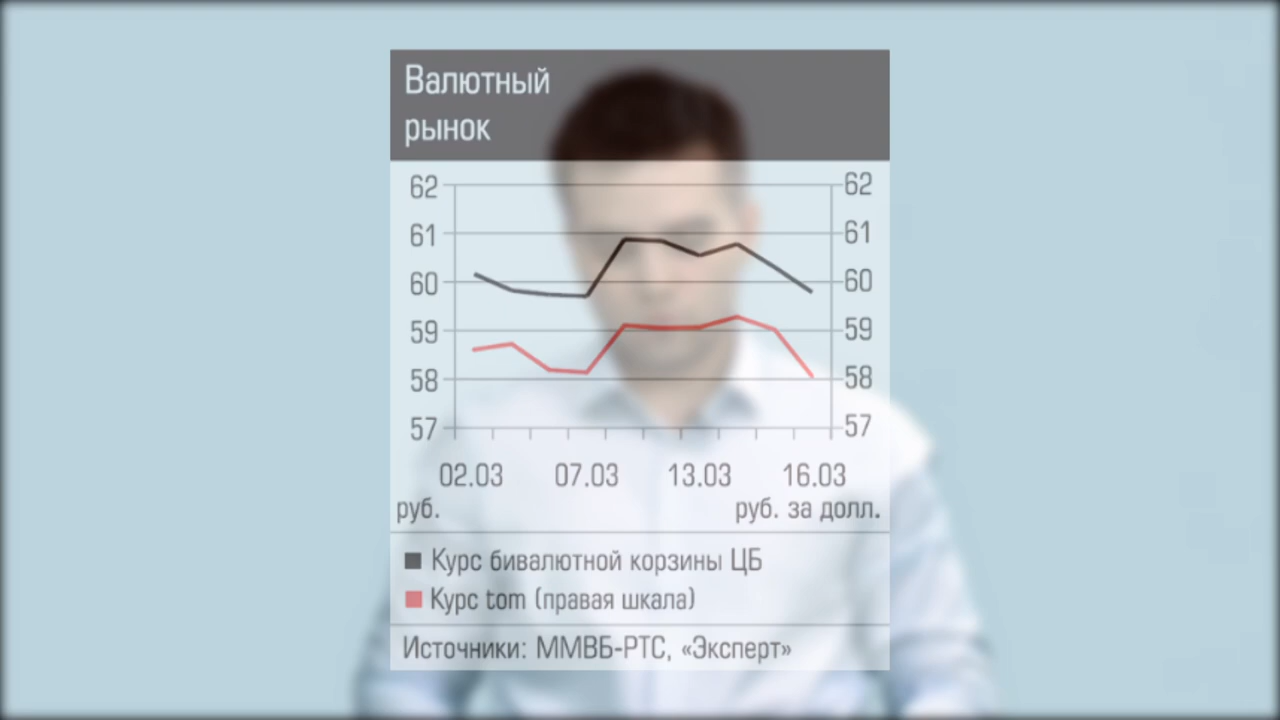 Валютный
рынок
62 62
61 61
60 60
59 59
58 58
57 57
02.03 07.03 13.03 16.03
руб. руб. за долл.
Курс бивалютной корзины ЦБ
Курс tom (правая шкала)
Источники: ММВБ-РТС, «Эксперт»